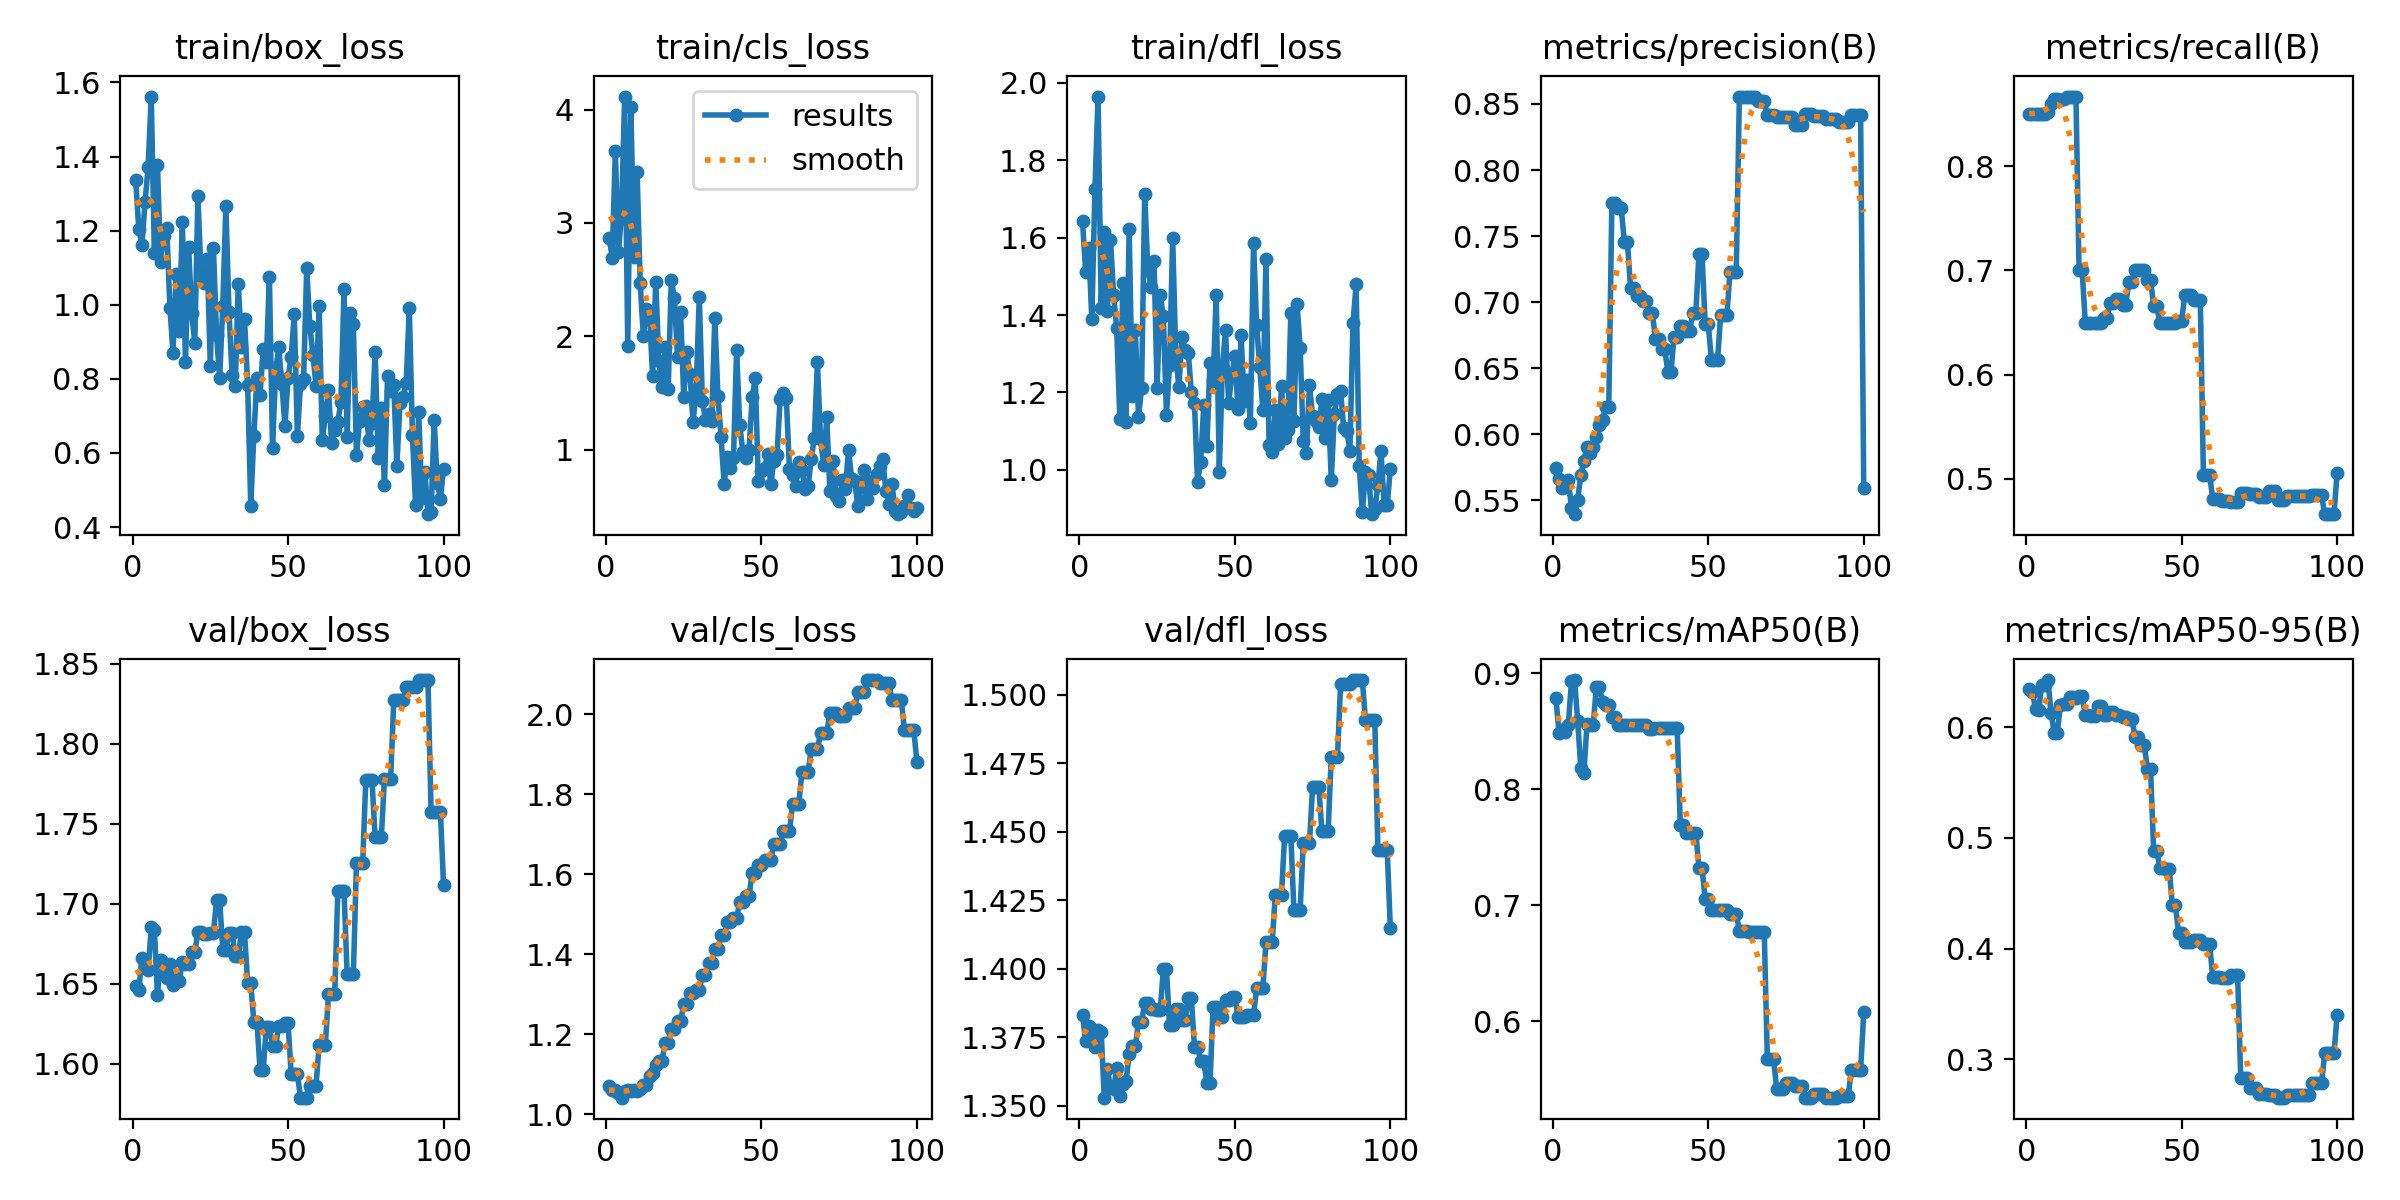 train/box_loss
1.6
1.4
1.2
1.0
0.8
0.6
0.4
0 50 100
train/cls_loss
results
smooth
4
3
2
1
0 50 100
train/dfl_loss
2.0
1.8
1.6
1.4
1.2
1.0
0 50 100
metrics/precision(B)
0.85
0.80
0.75
0.70
0.65
0.60
0.55
0 50 100
metrics/recall(B)
0.8
0.7
0.6
0.5
0 50 100
val/box_loss
1.85
1.80
1.75
1.70
1.65
1.60
0 50 100
val/cls_loss
2.0
1.8
1.6
1.4
1.2
1.0
0 50 100
val/dfl_loss
1.500
1.475
1.450
1.425
1.400
1.375
1.350
0 50 100
metrics/mAP50(B)
0.9
0.8
0.7
0.6
0 50 100
metrics/mAP50-95(B)
0.6
0.5
0.4
0.3
0 50 100